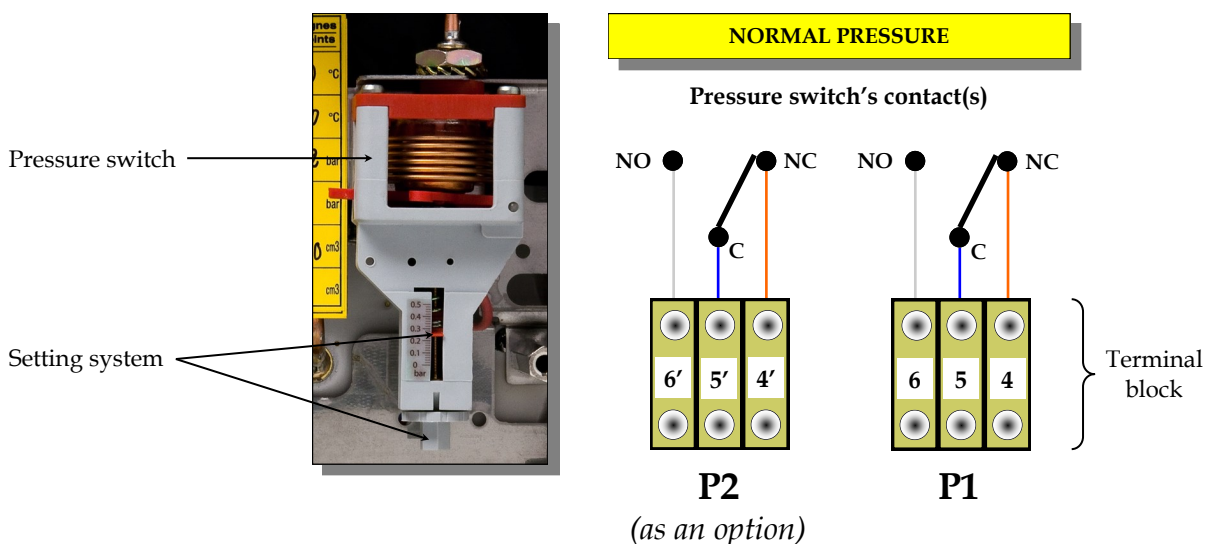 NORMAL PRESSURE
Pressure switch's contact(s)
Pressure switch
Setting system
ints
°C
°C
bar
bar
cm3
cm3
0.5
0.4
0.3
0.2
0.1
0
bar
NO
NC
C
NO
NC
C
6′
5′
4′
6
5
4
Terminal
block
P2
P1
(as an option)